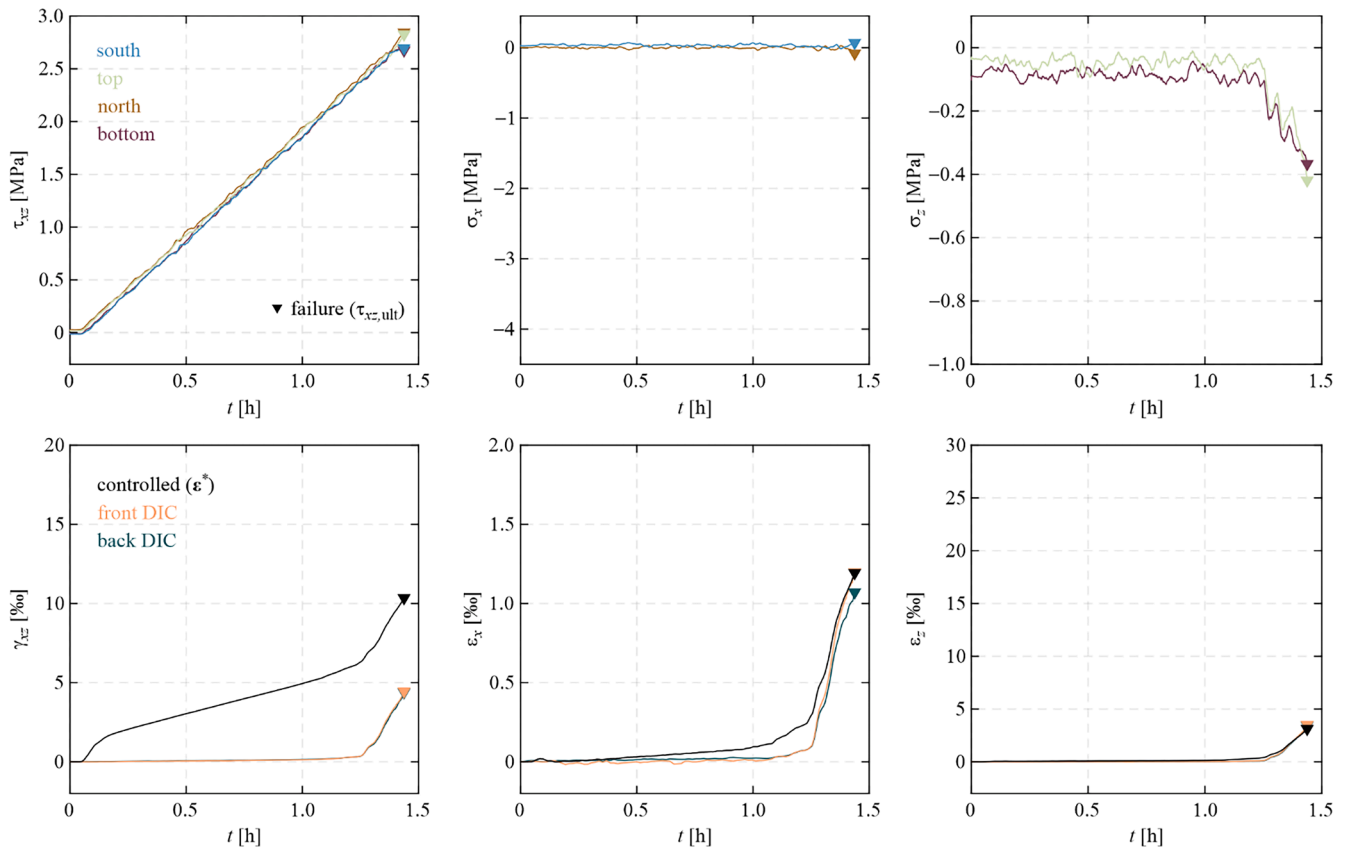 3.0
2.5
2.0
1.5
1.0
0.5
0
τxz [MPa]
south
top
north
bottom
failure (τxz,ult)
0 0.5 1.0 1.5
t [h]
0
−1
−2
−3
−4
σx [MPa]
0 0.5 1.0 1.5
t [h]
0
−0.2
−0.4
−0.6
−0.8
−1.0
σz [MPa]
0 0.5 1.0 1.5
t [h]
20
15
10
5
0
γxz [‰]
controlled (ε*)
front DIC
back DIC
0 0.5 1.0 1.5
t [h]
2.0
1.5
1.0
0.5
0
εx [‰]
0 0.5 1.0 1.5
t [h]
30
25
20
15
10
5
0
εz [‰]
0 0.5 1.0 1.5
t [h]